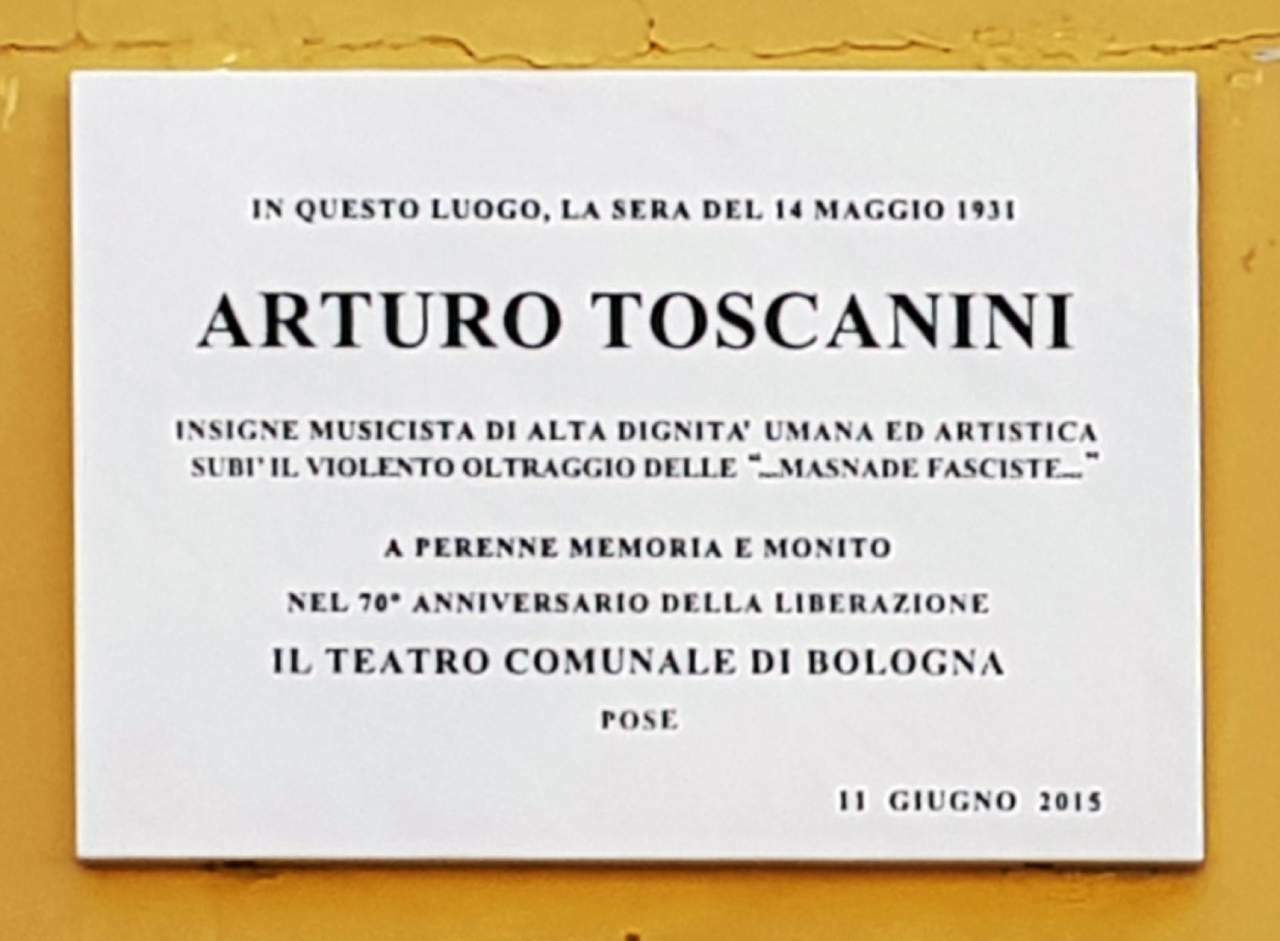 IN QUESTO LUOGO, LA SERA DEL 14 MAGGIO 1931
ARTURO TOSCANINI
INSIGNE MUSICISTA DI ALTA DIGNITA' UMANA ED ARTISTICA
SUBI' IL VIOLENTO OLTRAGGIO DELLE "...MASNADE FASCISTE..."
A PERENNE MEMORIA E MONITO
NEL 70° ANNIVERSARIO DELLA LIBERAZIONE
IL TEATRO COMUNALE DI BOLOGNA
POSE
11 GIUGNO 2015